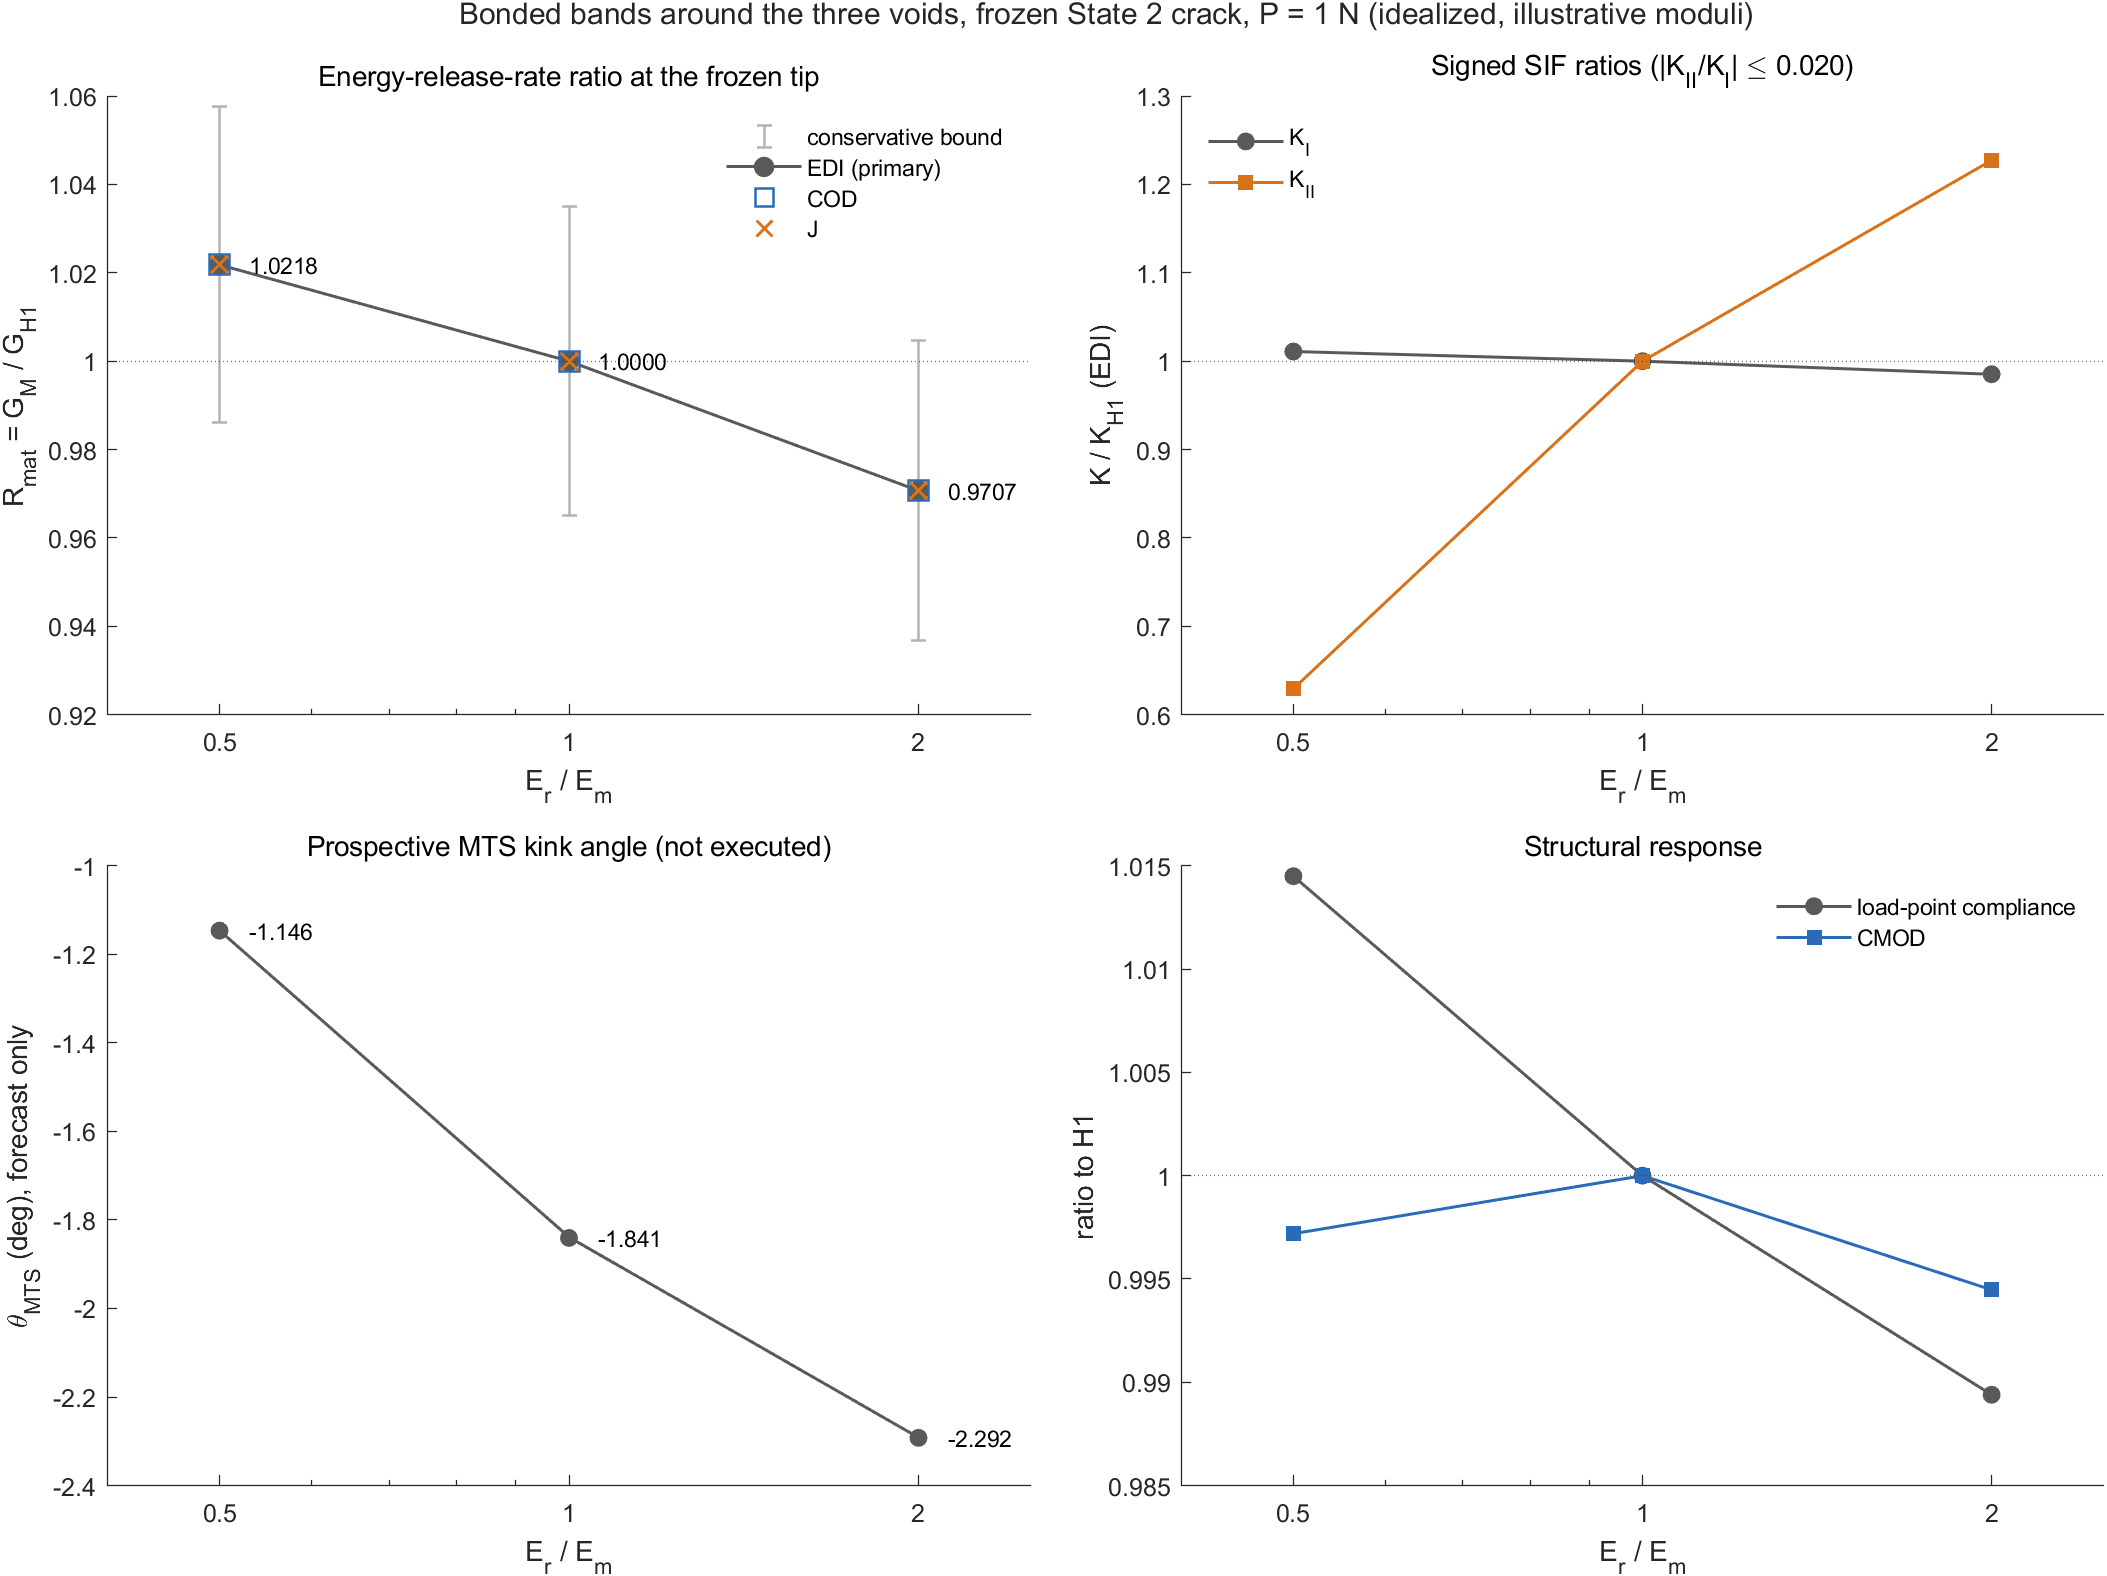 Bonded bands around the three voids, frozen State 2 crack, P = 1 N (idealized, illustrative moduli)
Energy-release-rate ratio at the frozen tip
1.06
1.04
1.02
1
0.98
0.96
0.94
0.92
R_mat = G_M / G_H1
conservative bound
EDI (primary)
COD
J
1.0218
1.0000
0.9707
0.5
1
2
E_r / E_m
Signed SIF ratios (|K_II/K_I| ≤ 0.020)
1.3
1.2
1.1
1
0.9
0.8
0.7
0.6
K / K_H1 (EDI)
K_I
K_II
0.5
1
2
E_r / E_m
Prospective MTS kink angle (not executed)
-1
-1.2
-1.4
-1.6
-1.8
-2
-2.2
-2.4
θ_MTS (deg), forecast only
-1.146
-1.841
-2.292
0.5
1
2
E_r / E_m
Structural response
1.015
1.01
1.005
1
0.995
0.99
0.985
ratio to H1
load-point compliance
CMOD
0.5
1
2
E_r / E_m